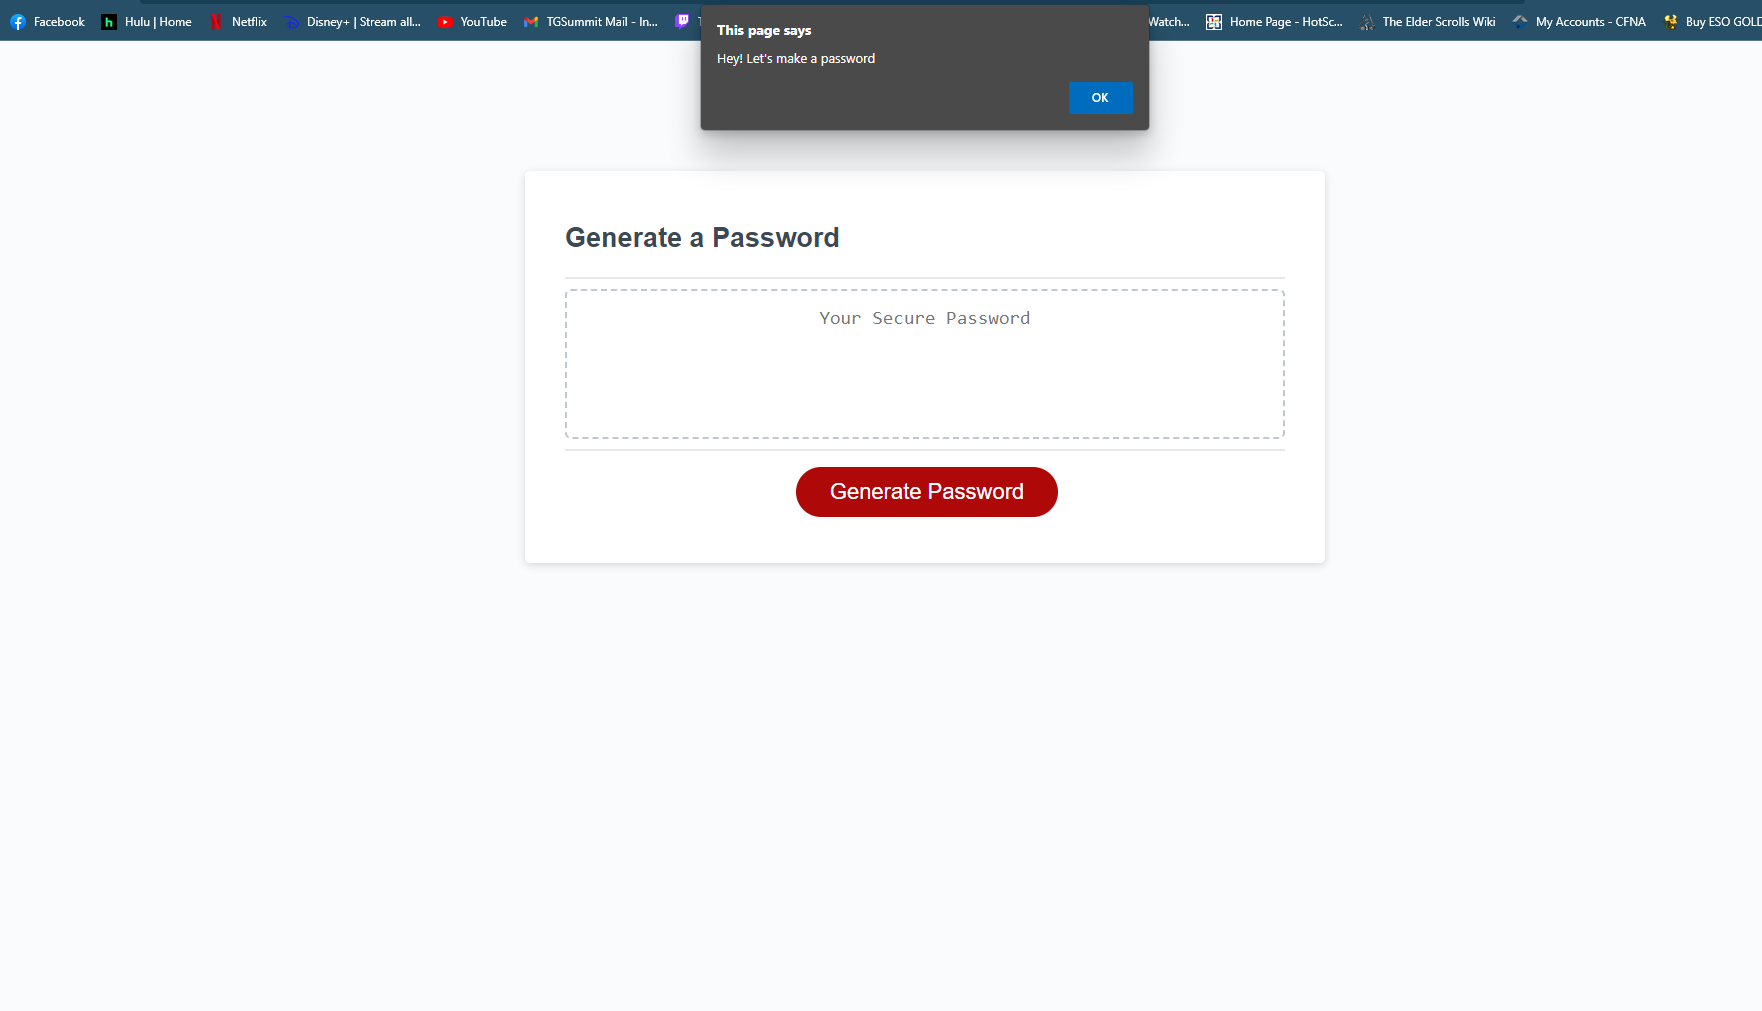 Facebook
Hulu | Home
Netflix
Disney+ | Stream all...
YouTube
TGSummit Mail - In...
Watch...
Home Page - HotSc...
The Elder Scrolls Wiki
My Accounts - CFNA
Buy ESO GOLD
This page says
Hey! Let's make a password
OK
Generate a Password
Your Secure Password
Generate Password